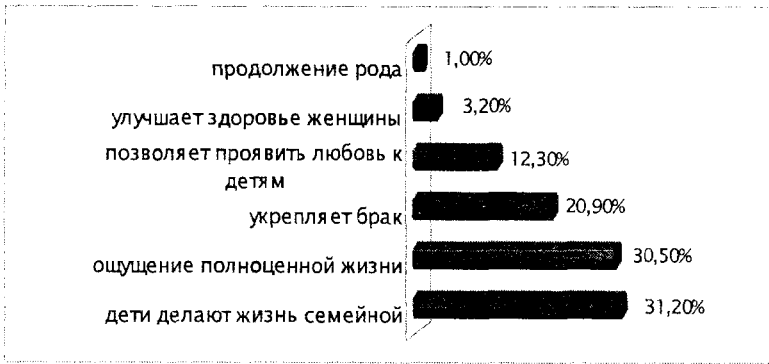 продолжение рода 1,00%
улучшает здоровье женщины 3,20%
позволяет проявить любовь к
детям 12,30%
укрепляет брак 20,90%
ощущение полноценной жизни 30,50%
дети делают жизнь семейной 31,20%